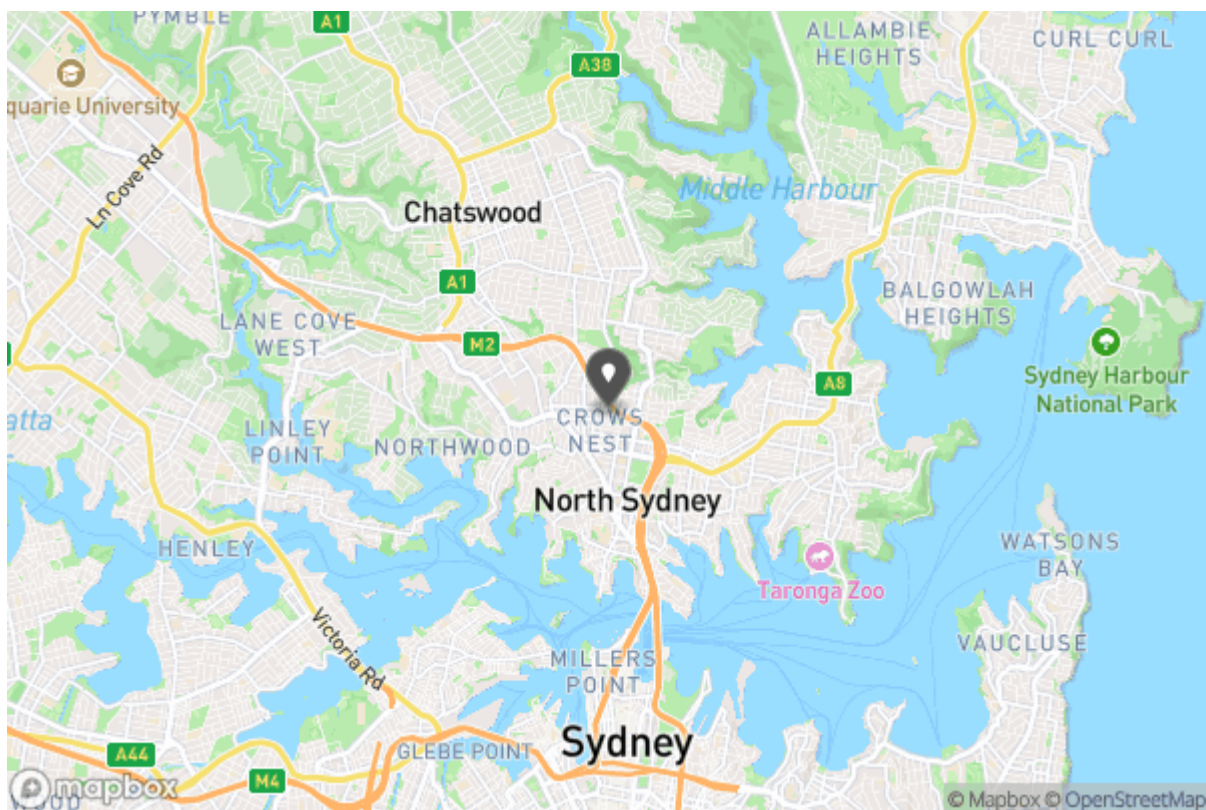 PYMBLE
A1
A38
ALLAMBIE
HEIGHTS
CURL CURL
quarie University
Ln Cove Rd
Middle Harbour
Chatswood
A1
BALGOWLAH
HEIGHTS
LANE COVE
WEST
M2
A8
Sydney Harbour
National Park
atta
LINLEY
POINT
NORTHWOOD
CROWS
NEST
North Sydney
HENLEY
WATSONS
BAY
Taronga Zoo
Victoria Rd
MILLERS
POINT
VAUCLUSE
Sydney
A44
GLEBE POINT
M4
mapbox
WOOD
© Mapbox © OpenStreetMap